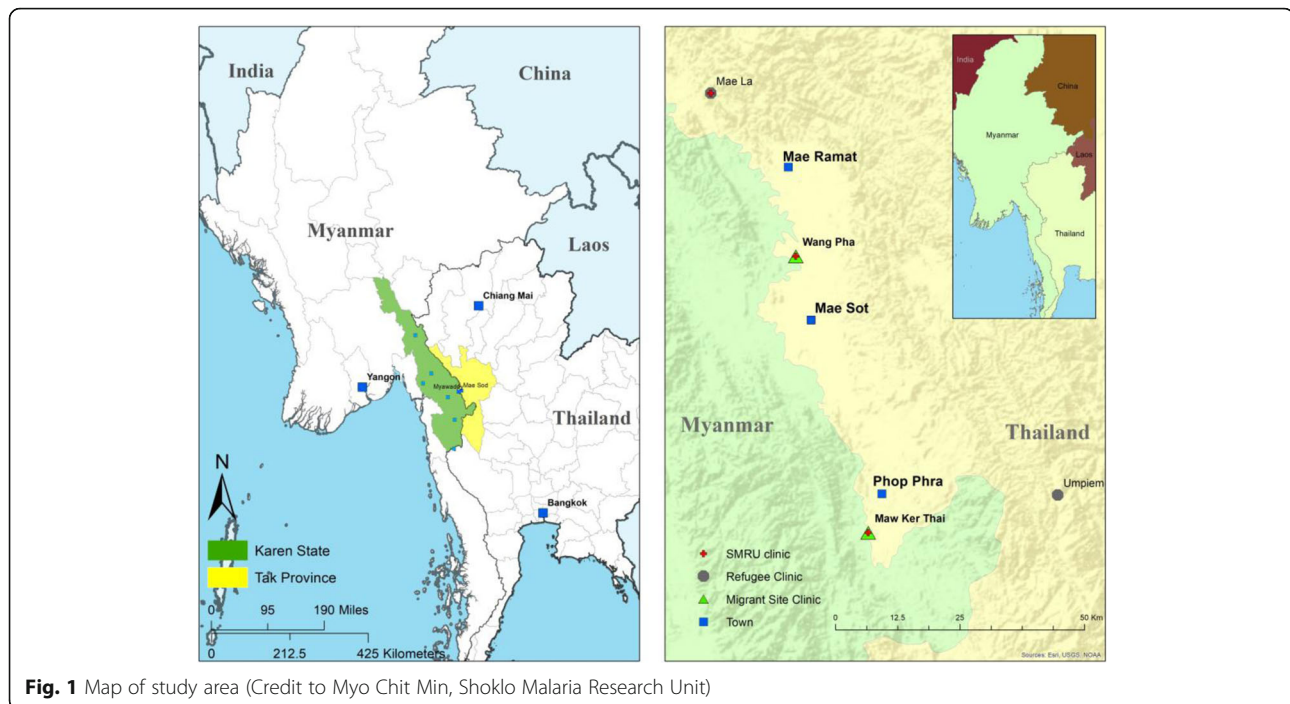 India
China
Myanmar
Laos
Chiang Mai
Yangon
Mae Sod
Thailand
Bangkok
N
Karen State
Tak Province
0 95 190 Miles
0 212.5 425 Kilometers
Mae La
Mae Ramat
Wang Pha
Mae Sot
Myanmar
Thailand
Phop Phra
Umpiem
Maw Ker Thai
SMRU clinic
Refugee Clinic
Migrant Site Clinic
Town
0 12.5 25 50 Km
Sources: Esri, USGS, NOAA
India
China
Myanmar
Laos
Thailand
Fig. 1 Map of study area (Credit to Myo Chit Min, Shoklo Malaria Research Unit)